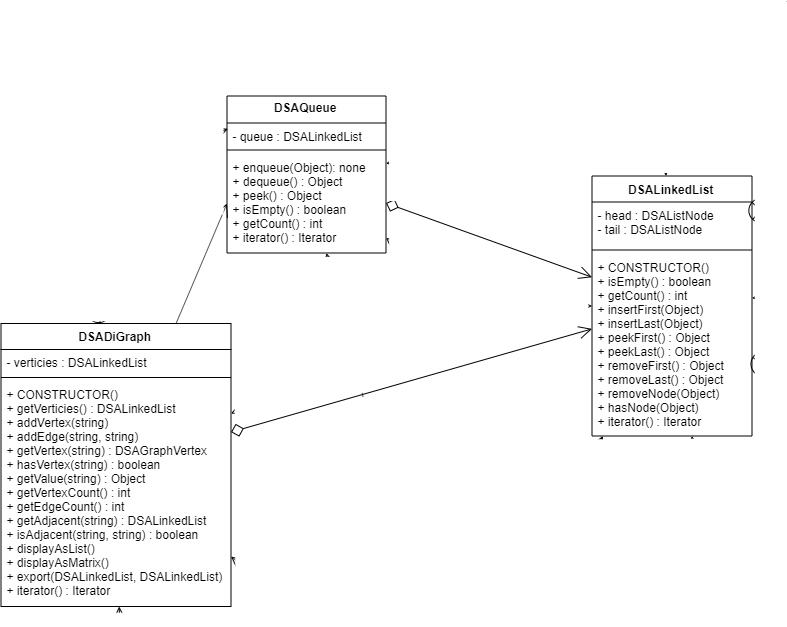 DSAQueue
- queue : DSALinkedList
+ enqueue(Object): none
+ dequeue() : Object
+ peek() : Object
+ isEmpty() : boolean
+ getCount() : int
+ iterator() : Iterator
DSALinkedList
- head : DSAListNode
- tail : DSAListNode
+ CONSTRUCTOR()
+ isEmpty() : boolean
+ getCount() : int
+ insertFirst(Object)
+ insertLast(Object)
+ peekFirst() : Object
+ peekLast() : Object
+ removeFirst() : Object
+ removeLast() : Object
+ removeNode(Object)
+ hasNode(Object)
+ iterator() : Iterator
DSADiGraph
- verticies : DSALinkedList
+ CONSTRUCTOR()
+ getVerticies() : DSALinkedList
+ addVertex(string)
+ addEdge(string, string)
+ getVertex(string) : DSAGraphVertex
+ hasVertex(string) : boolean
+ getValue(string) : Object
+ getVertexCount() : int
+ getEdgeCount() : int
+ getAdjacent(string) : DSALinkedList
+ isAdjacent(string, string) : boolean
+ displayAsList()
+ displayAsMatrix()
+ export(DSALinkedList, DSALinkedList)
+ iterator() : Iterator